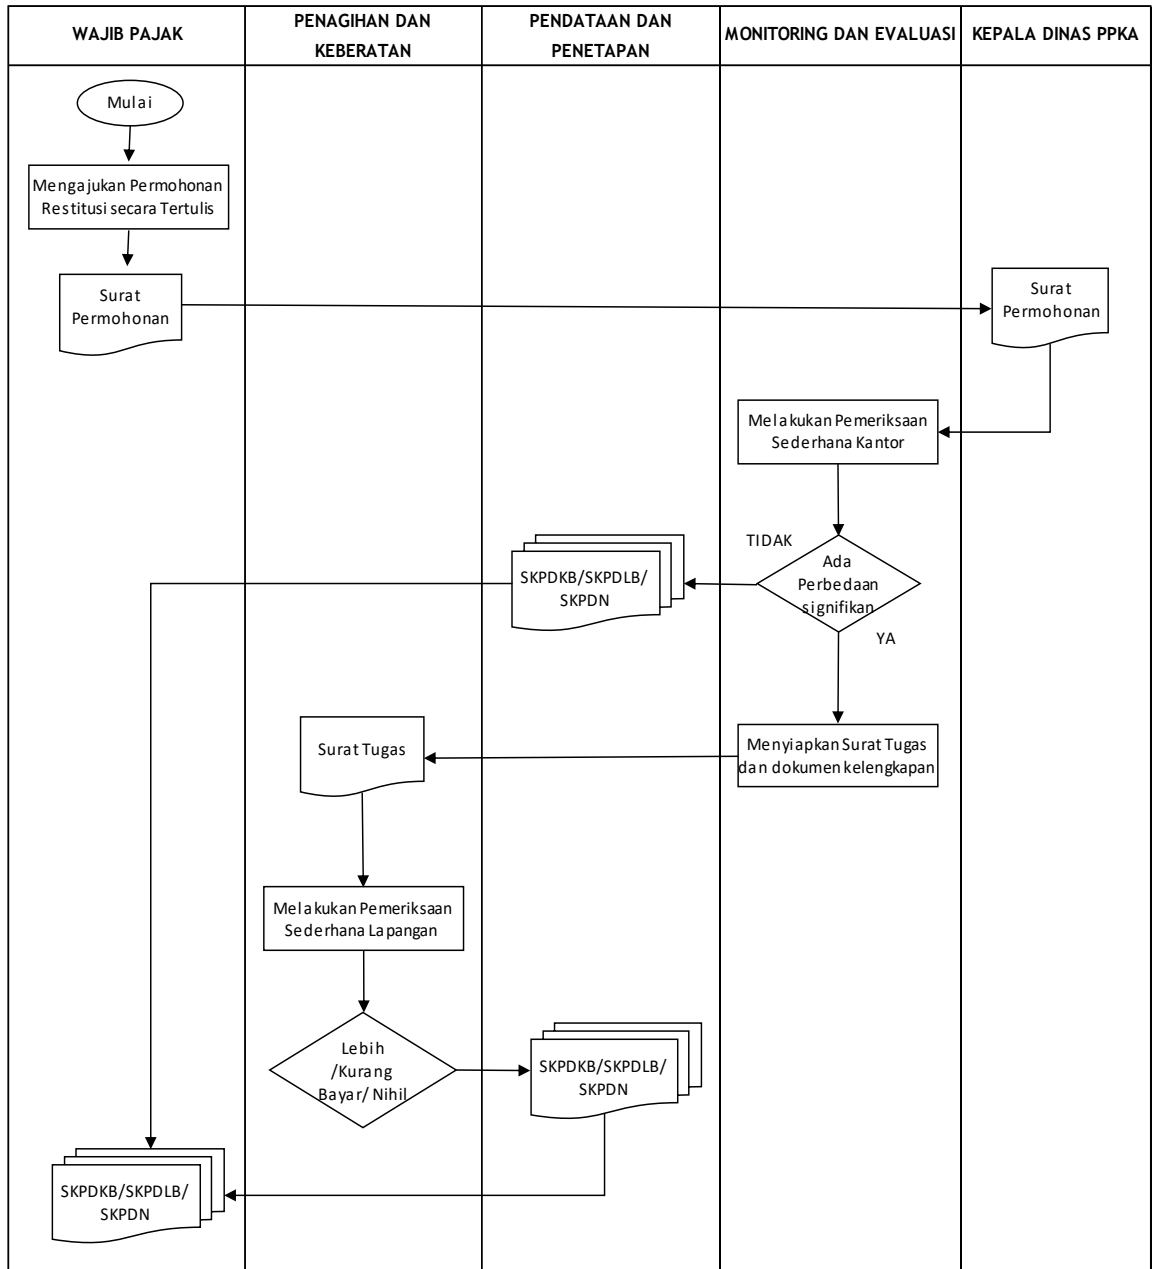 WAJIB PAJAK
PENAGIHAN DAN
KEBERATAN
PENDATAAN DAN
PENETAPAN
MONITORING DAN EVALUASI
KEPALA DINAS PPKA
Mulai
Mengajukan Permohonan
Restitusi secara Tertulis
Surat
Permohonan
Surat
Permohonan
Melakukan Pemeriksaan
Sederhana Kantor
TIDAK
Ada
Perbedaan
signifikan
YA
SKPDKB/SKPDLB/
SKPDN
Menyiapkan Surat Tugas
dan dokumen kelengkapan
Surat Tugas
Melakukan Pemeriksaan
Sederhana Lapangan
Lebih
/Kurang
Bayar/ Nihil
SKPDKB/SKPDLB/
SKPDN
SKPDKB/SKPDLB/
SKPDN